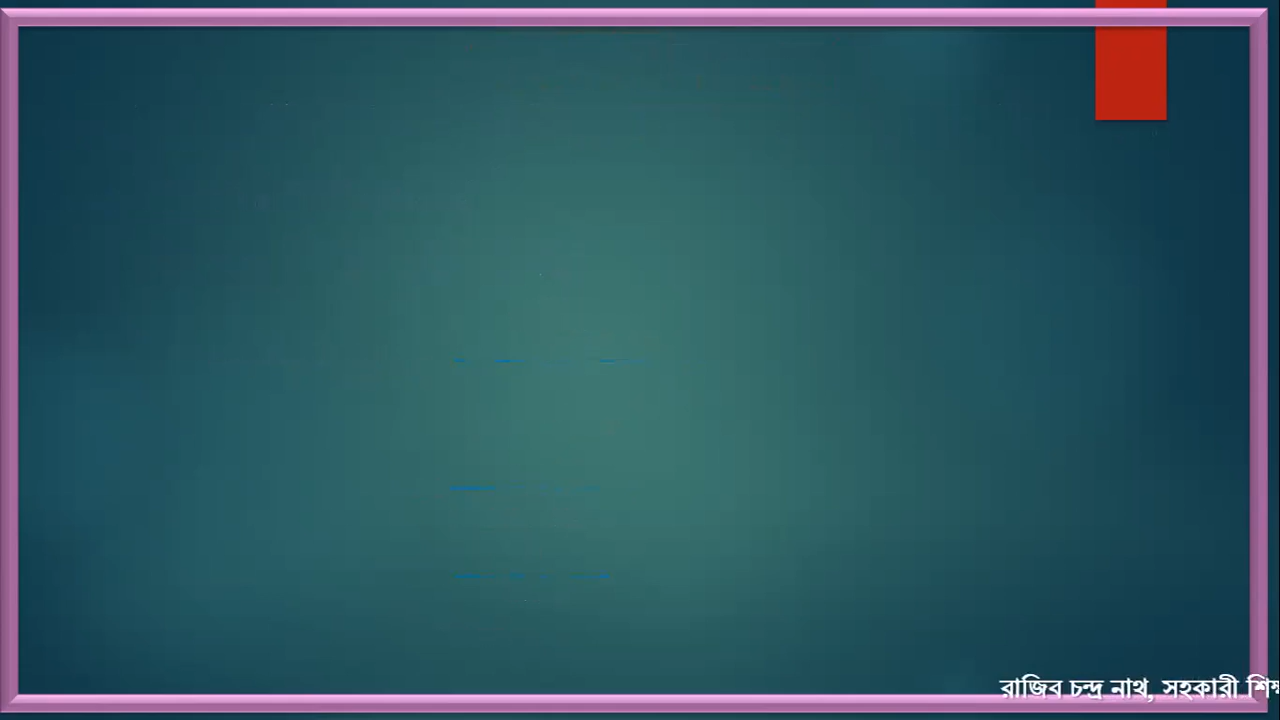 রাজিব চন্দ্র নাথ, সহকারী